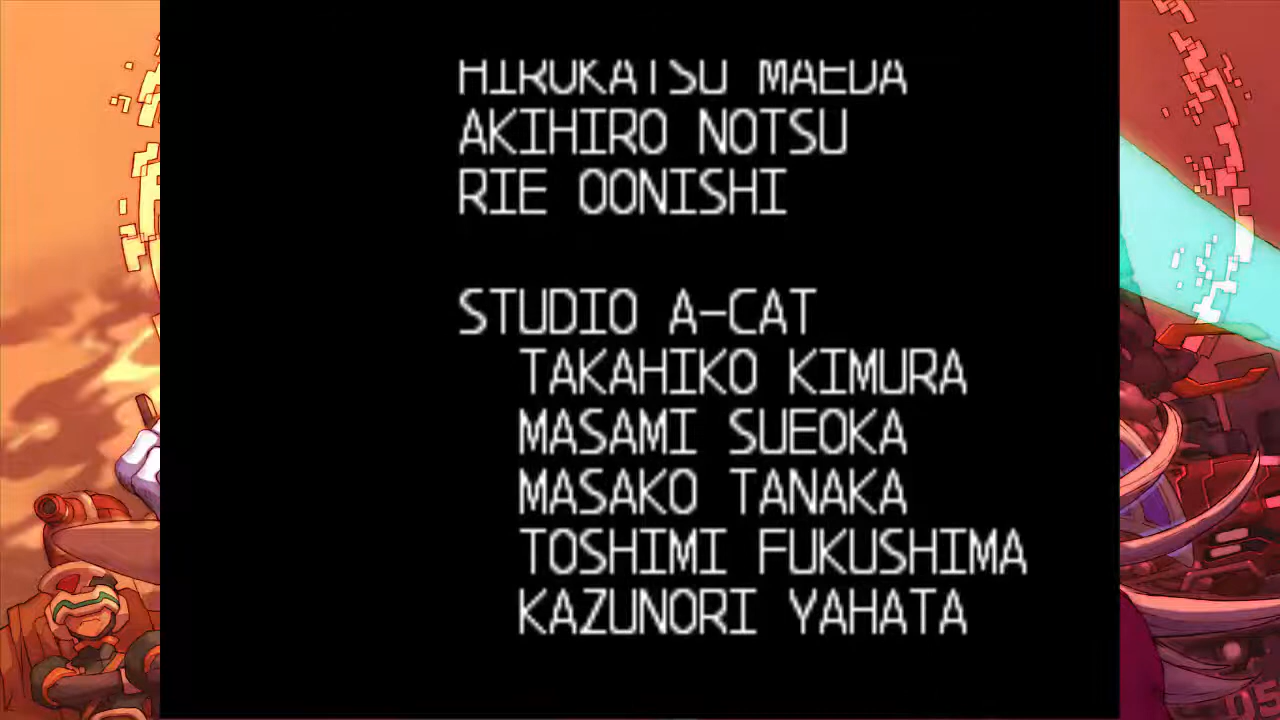 HIROKATSU MAEDA
AKIHIRO NOTSU
RIE OONISHI
STUDIO A-CAT
TAKAHIKO KIMURA
MASAMI SUEOKA
MASAKO TANAKA
TOSHIMI FUKUSHIMA
KAZUNORI YAHATA